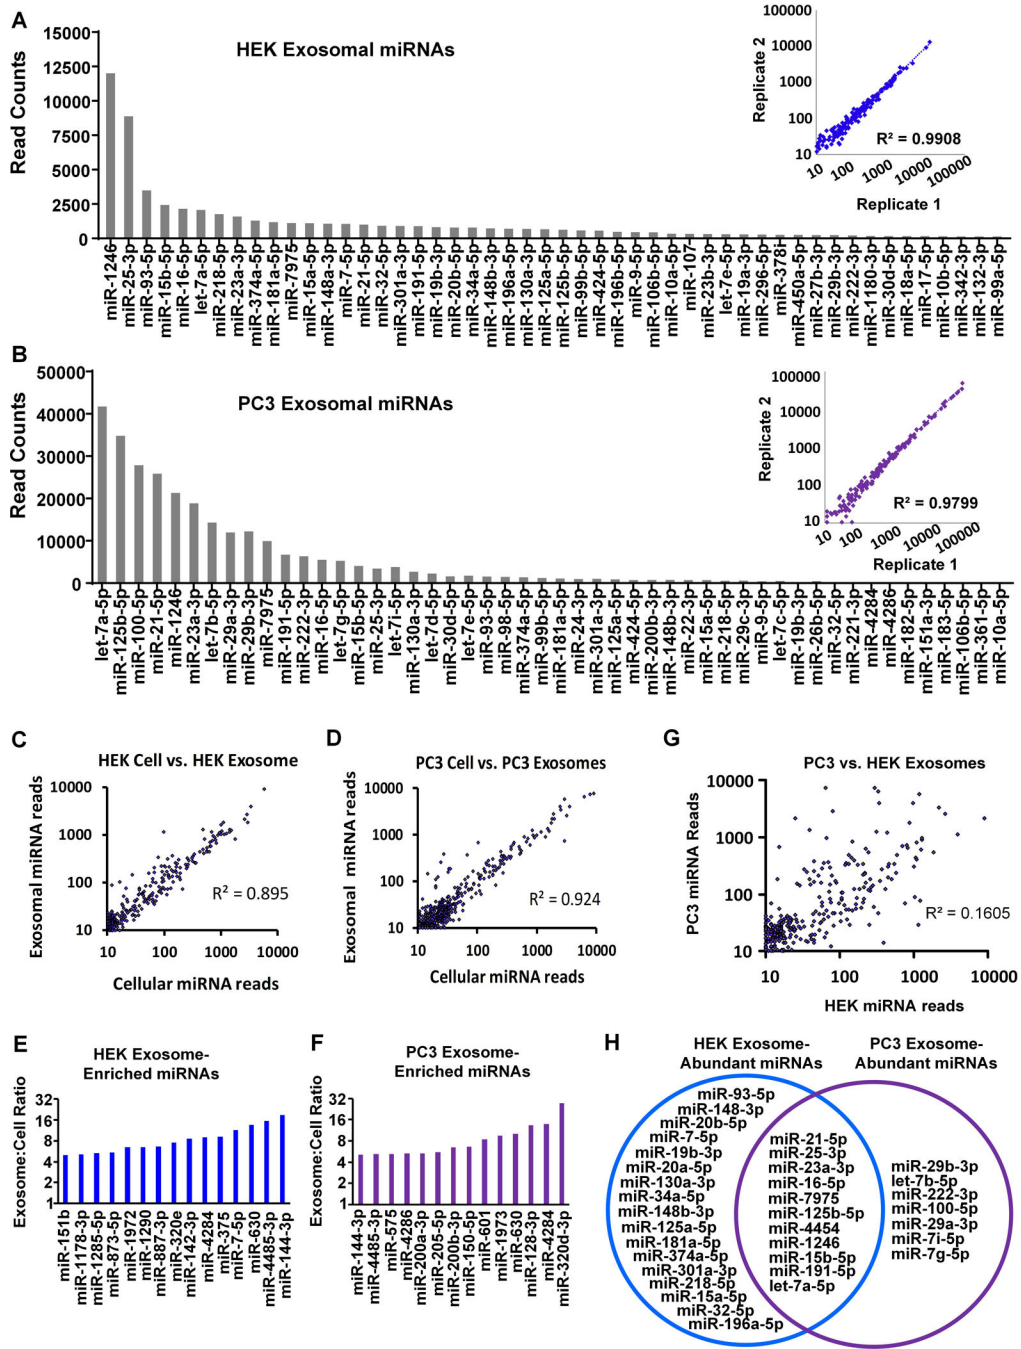 A
HEK Exosomal miRNAs
Read Counts
15000
12500
10000
7500
5000
2500
0
miR-1246
miR-25-3p
miR-93-5p
miR-15b-5p
miR-16-5p
let-7a-5p
miR-218-5p
miR-23a-3p
miR-374a-5p
miR-181a-5p
miR-7975
miR-15a-5p
miR-148a-3p
miR-7-5p
miR-21-5p
miR-32-5p
miR-301a-3p
miR-191-5p
miR-19b-3p
miR-20b-5p
miR-34a-5p
miR-148b-3p
miR-196a-5p
miR-130a-3p
miR-125a-5p
miR-125b-5p
miR-99b-5p
miR-424-5p
miR-196b-5p
miR-9-5p
miR-106b-5p
miR-10a-5p
miR-107
miR-23b-3p
let-7e-5p
miR-19a-3p
miR-296-5p
miR-378i
miR-450a-5p
miR-27b-3p
miR-29b-3p
miR-222-3p
miR-1180-3p
miR-30d-5p
miR-18a-5p
miR-17-5p
miR-10b-5p
miR-342-3p
miR-132-3p
miR-99a-5p
Replicate 2
100000
10000
1000
100
10
R² = 0.9908
10
100
1000
10000
100000
Replicate 1
B
PC3 Exosomal miRNAs
Read Counts
50000
40000
30000
20000
10000
0
let-7a-5p
miR-125b-5p
miR-100-5p
miR-21-5p
miR-1246
miR-23a-3p
let-7b-5p
miR-29a-3p
miR-29b-3p
miR-7975
miR-191-5p
miR-222-3p
miR-16-5p
let-7g-5p
miR-15b-5p
miR-25-3p
let-7i-5p
miR-130a-3p
let-7d-5p
miR-30d-5p
let-7e-5p
miR-93-5p
miR-98-5p
miR-374a-5p
miR-99b-5p
miR-181a-5p
miR-24-3p
miR-301a-3p
miR-125a-5p
miR-424-5p
miR-200b-3p
miR-148b-3p
miR-22-3p
miR-15a-5p
miR-218-5p
miR-29c-3p
miR-9-5p
let-7c-5p
miR-19b-3p
miR-26b-5p
miR-32-5p
miR-221-3p
miR-4284
miR-4286
miR-182-5p
miR-151a-3p
miR-183-5p
miR-106b-5p
miR-361-5p
miR-10a-5p
Replicate 2
100000
10000
1000
100
10
R² = 0.9799
10
100
1000
10000
100000
Replicate 1
C
HEK Cell vs. HEK Exosome
Exosomal miRNA reads
10000
1000
100
10
R² = 0.895
10
100
1000
10000
Cellular miRNA reads
D
PC3 Cell vs. PC3 Exosomes
Exosomal miRNA reads
10000
1000
100
10
R² = 0.924
10
100
1000
10000
Cellular miRNA reads
G
PC3 vs. HEK Exosomes
PC3 miRNA Reads
10000
1000
100
10
R² = 0.1605
10
100
1000
10000
HEK miRNA reads
E
HEK Exosome-
Enriched miRNAs
Exosome:Cell Ratio
32
16
8
4
2
1
miR-151b
miR-1178-3p
miR-1285-5p
miR-873-5p
miR-1972
miR-1290
miR-887-3p
miR-320e
miR-142-3p
miR-4284
miR-375
miR-7-5p
miR-630
miR-4485-3p
miR-144-3p
F
PC3 Exosome-
Enriched miRNAs
Exosome:Cell Ratio
32
16
8
4
2
1
miR-144-3p
miR-4485-3p
miR-575
miR-4286
miR-200a-3p
miR-205-5p
miR-200b-3p
miR-150-5p
miR-601
miR-1973
miR-630
miR-128-3p
miR-4284
miR-320d-3p
H
HEK Exosome-
Abundant miRNAs
PC3 Exosome-
Abundant miRNAs
miR-93-5p
miR-148-3p
miR-20b-5p
miR-7-5p
miR-19b-3p
miR-20a-5p
miR-130a-3p
miR-34a-5p
miR-148b-3p
miR-125a-5p
miR-181a-5p
miR-374a-5p
miR-301a-3p
miR-218-5p
miR-15a-5p
miR-32-5p
miR-196a-5p
miR-21-5p
miR-25-3p
miR-23a-3p
miR-16-5p
miR-7975
miR-125b-5p
miR-4454
miR-1246
miR-15b-5p
miR-191-5p
let-7a-5p
miR-29b-3p
let-7b-5p
miR-222-3p
miR-100-5p
miR-29a-3p
miR-7i-5p
miR-7g-5p